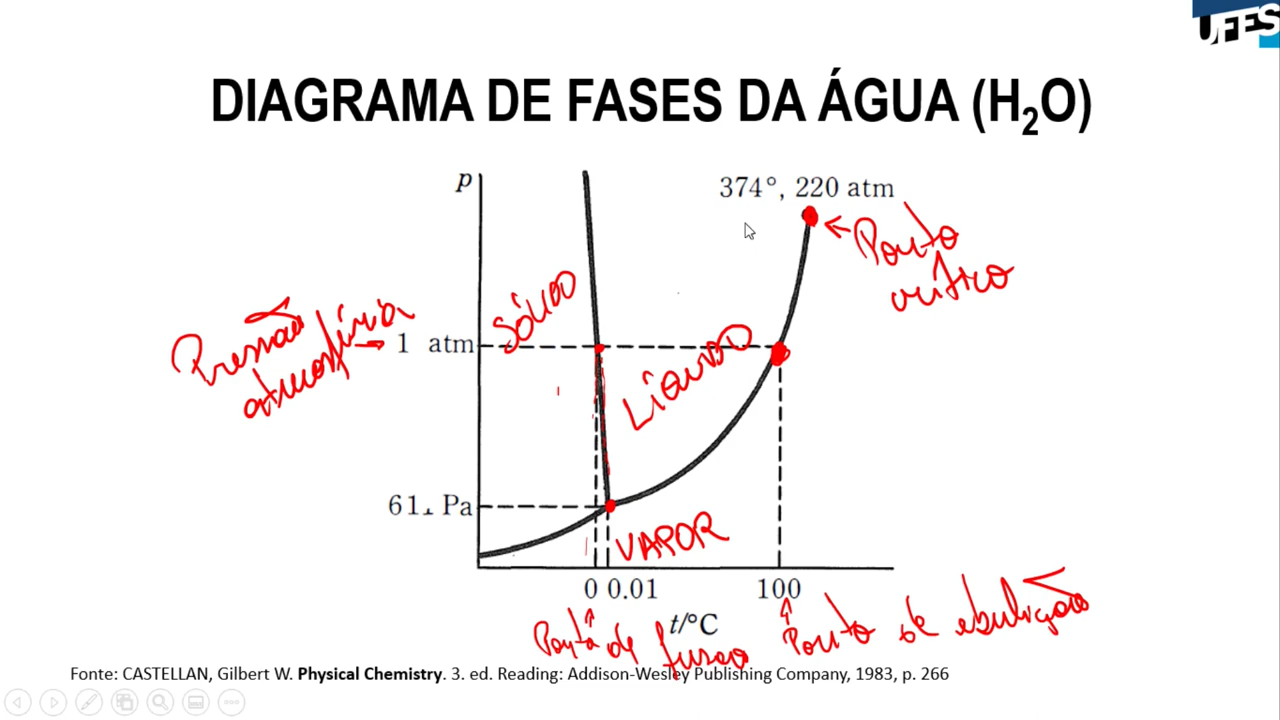 UFES
DIAGRAMA DE FASES DA ÁGUA (H₂O)
p
374°, 220 atm
Ponto
crítico
SÓLIDO
Pressão
atmosférica
1 atm
LÍQUIDO
61 Pa
VAPOR
0 0.01 100
t/°C
Ponto de fusão
Ponto de ebulição
Fonte: CASTELLAN, Gilbert W. Physical Chemistry. 3. ed. Reading: Addison-Wesley Publishing Company, 1983, p. 266